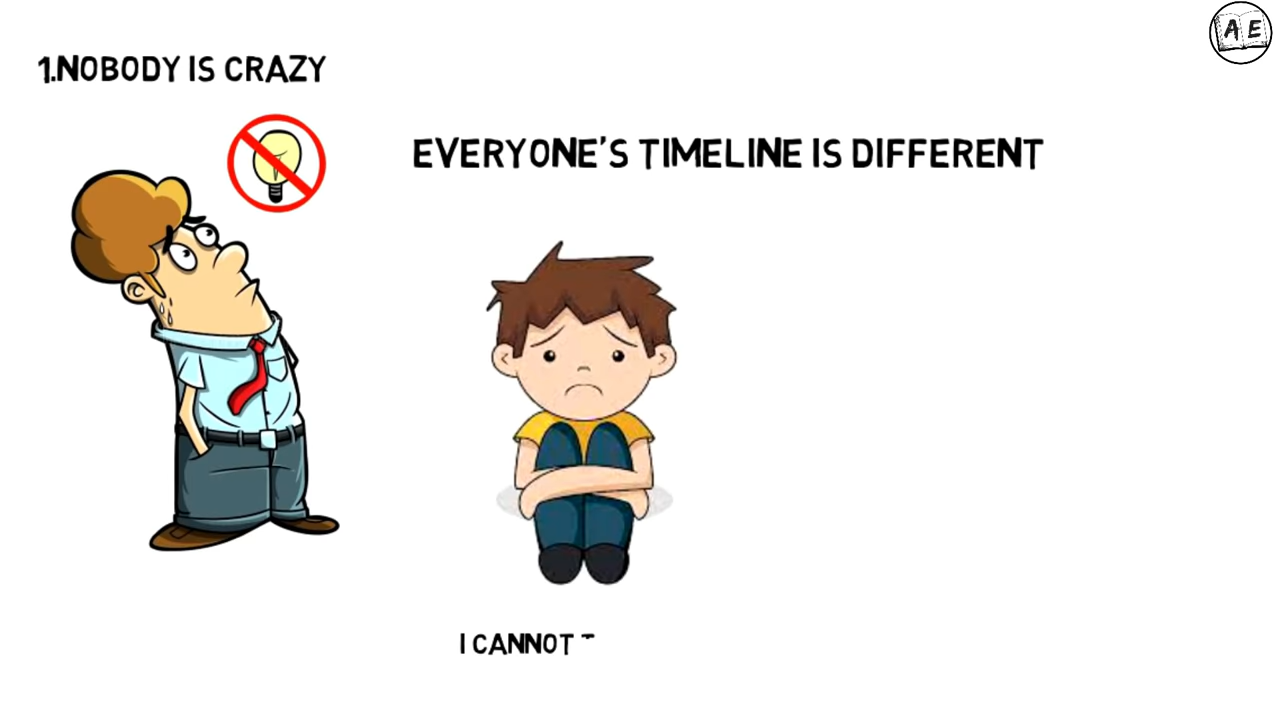 A E
1.NOBODY IS CRAZY
EVERYONE'S TIMELINE IS DIFFERENT
I CANNOT